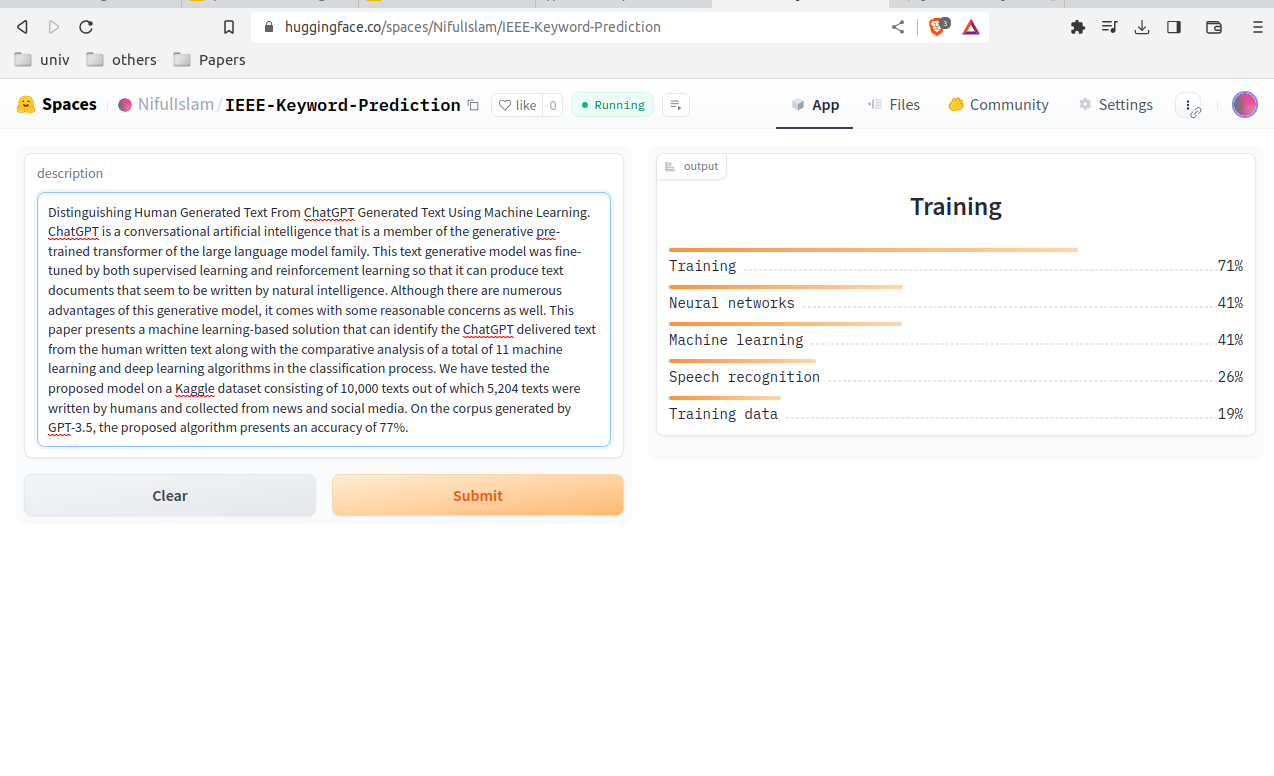 huggingface.co/spaces/NifulIslam/IEEE-Keyword-Prediction
3
univ others Papers
Spaces NifulIslam/IEEE-Keyword-Prediction like 0 Running App Files Community Settings
description
Distinguishing Human Generated Text From ChatGPT Generated Text Using Machine Learning.
ChatGPT is a conversational artificial intelligence that is a member of the generative pre-
trained transformer of the large language model family. This text generative model was fine-
tuned by both supervised learning and reinforcement learning so that it can produce text
documents that seem to be written by natural intelligence. Although there are numerous
advantages of this generative model, it comes with some reasonable concerns as well. This
paper presents a machine learning-based solution that can identify the ChatGPT delivered text
from the human written text along with the comparative analysis of a total of 11 machine
learning and deep learning algorithms in the classification process. We have tested the
proposed model on a Kaggle dataset consisting of 10,000 texts out of which 5,204 texts were
written by humans and collected from news and social media. On the corpus generated by
GPT-3.5, the proposed algorithm presents an accuracy of 77%.
Clear Submit
output
Training
Training 71%
Neural networks 41%
Machine learning 41%
Speech recognition 26%
Training data 19%